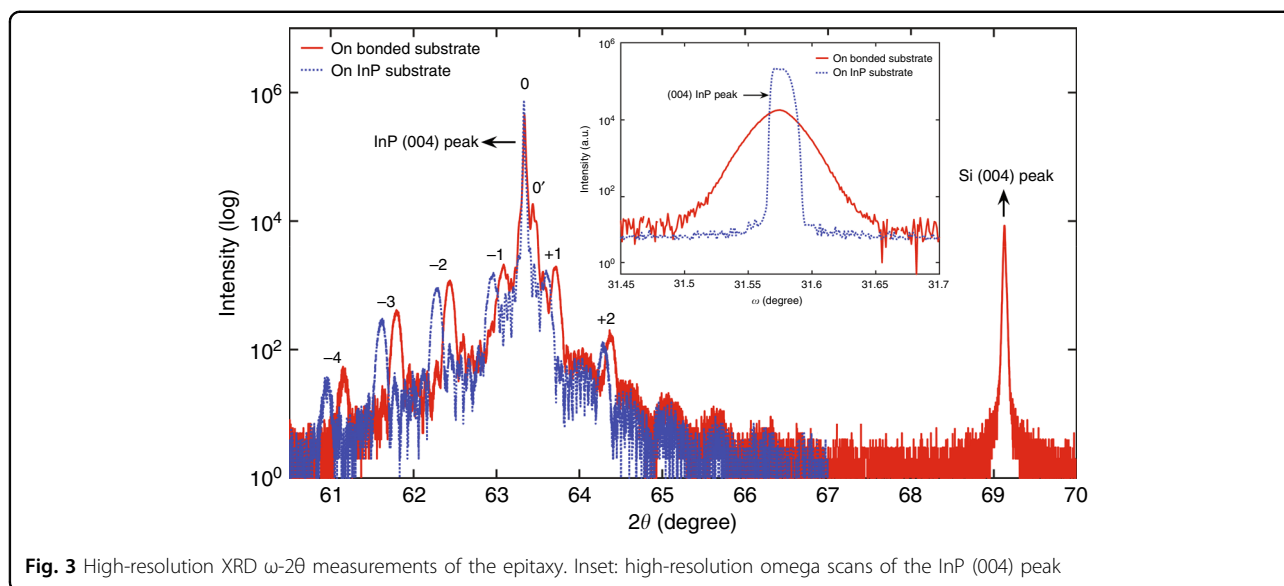 On bonded substrate
On InP substrate
10^6
10^4
10^2
10^0
Intensity (log)
InP (004) peak
0
0′
−1
+1
−2
−3
−4
+2
Si (004) peak
61
62
63
64
65
66
67
68
69
70
2θ (degree)
On bonded substrate
On InP substrate
(004) InP peak
10^6
10^4
10^2
10^0
Intensity (a.u.)
31.45
31.5
31.55
31.6
31.65
31.7
ω (degree)
Fig. 3 High-resolution XRD ω-2θ measurements of the epitaxy. Inset: high-resolution omega scans of the InP (004) peak